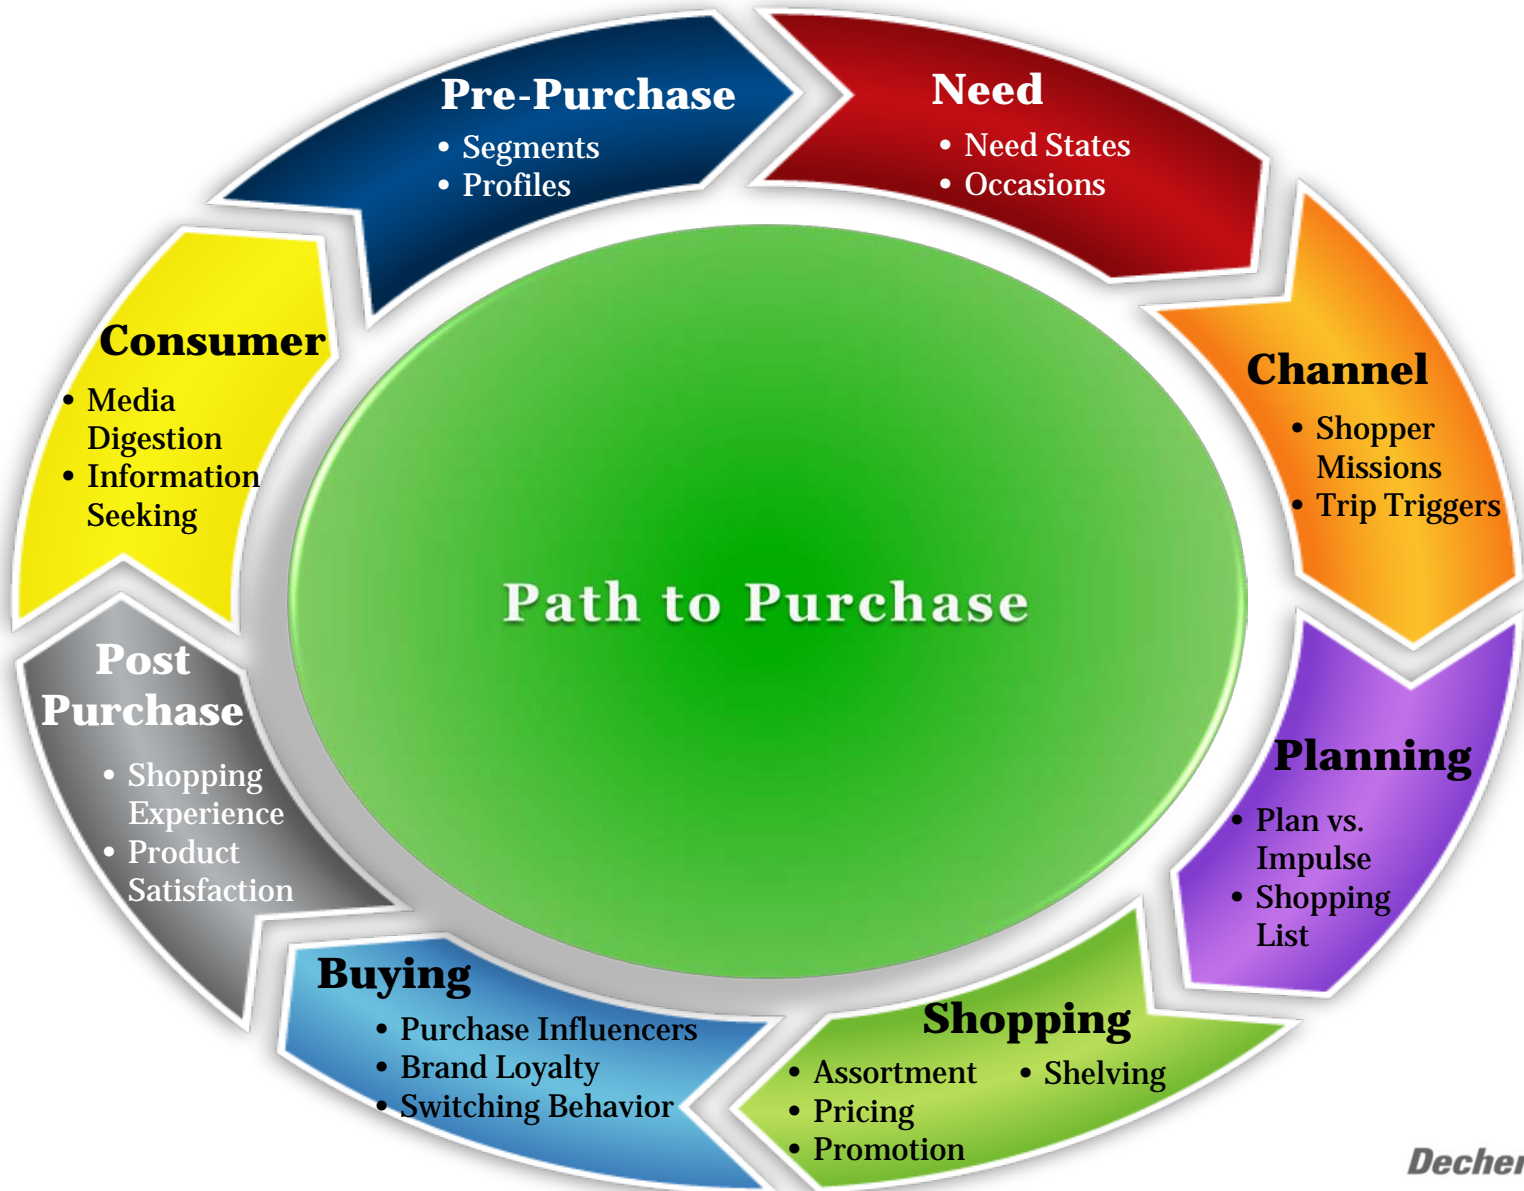 Pre-Purchase
• Segments
• Profiles
Need
• Need States
• Occasions
Channel
• Shopper
Missions
• Trip Triggers
Planning
• Plan vs.
Impulse
• Shopping
List
Shopping
• Assortment • Shelving
• Pricing
• Promotion
Buying
• Purchase Influencers
• Brand Loyalty
• Switching Behavior
Post
Purchase
• Shopping
Experience
• Product
Satisfaction
Consumer
• Media
Digestion
• Information
Seeking
Path to Purchase